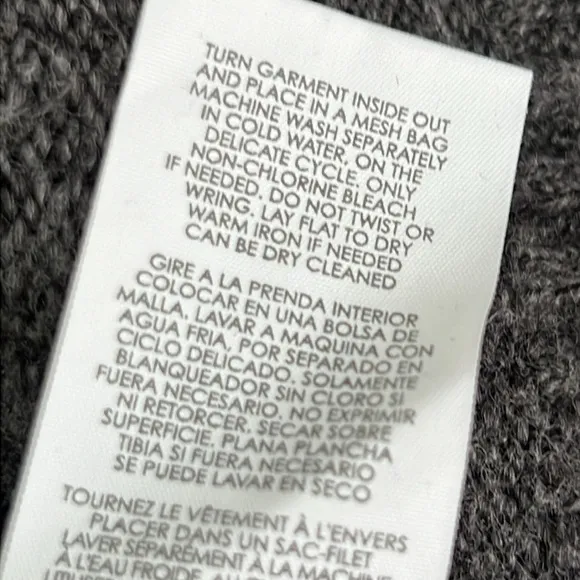 TURN GARMENT INSIDE OUT
AND PLACE IN A MESH BAG
MACHINE WASH SEPARATELY
IN COLD WATER, ON THE
DELICATE CYCLE. ONLY
NON-CHLORINE BLEACH
IF NEEDED. DO NOT TWIST OR
WRING. LAY FLAT TO DRY
WARM IRON IF NEEDED
CAN BE DRY CLEANED
GIRE A LA PRENDA INTERIOR
COLOCAR EN UNA BOLSA DE
MALLA. LAVAR A MAQUINA CON
AGUA FRIA, POR SEPARADO EN
CICLO DELICADO. SOLAMENTE
BLANQUEADOR SIN CLORO SI
FUERA NECESARIO. NO EXPRIMIR
NI RETORCER. SECAR SOBRE
SUPERFICIE. PLANA PLANCHA
TIBIA SI FUERA NECESARIO
SE PUEDE LAVAR EN SECO
TOURNEZ LE VÊTEMENT À L'ENVERS
PLACER DANS UN SAC-FILET
LAVER SÉPARÉMENT À LA MACHINE
À L'EAU FROIDE,